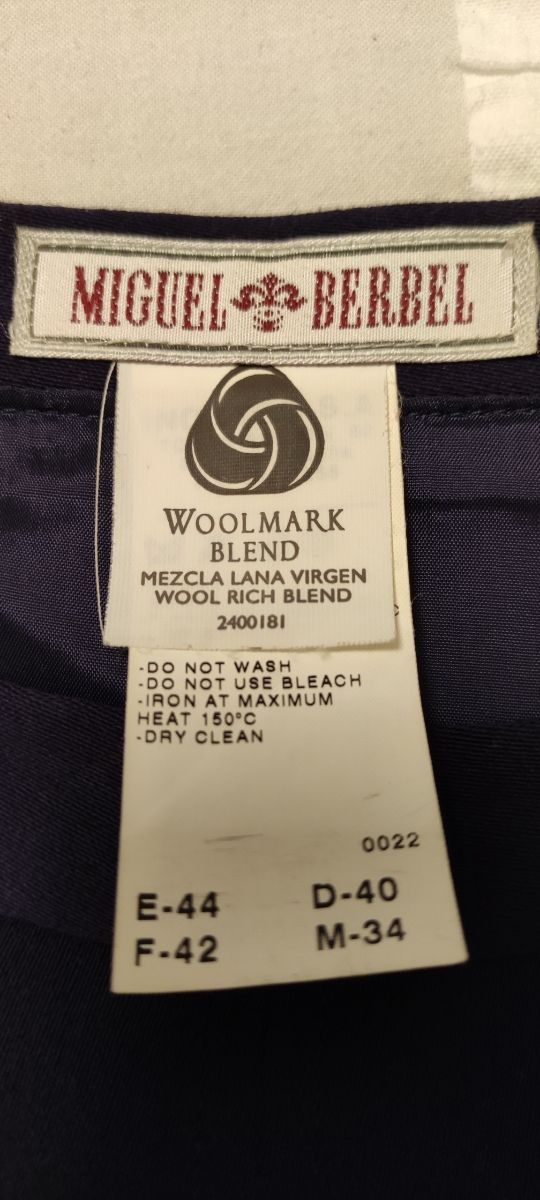 MIGUEL BERBEL
WOOLMARK
BLEND
MEZCLA LANA VIRGEN
WOOL RICH BLEND
2400181
-DO NOT WASH
-DO NOT USE BLEACH
-IRON AT MAXIMUM
HEAT 150°C
-DRY CLEAN
0022
E-44 D-40
F-42 M-34